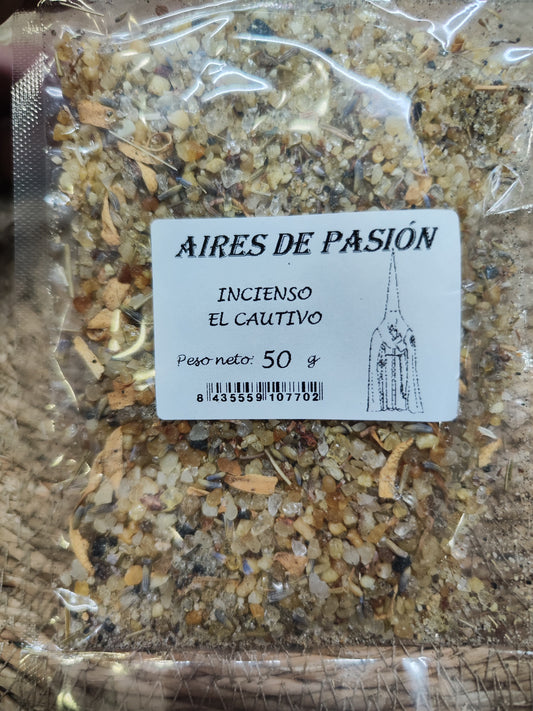 AIRES DE PASIÓN
INCIENSO
EL CAUTIVO
Peso neto: 50 g
8 435559 107702